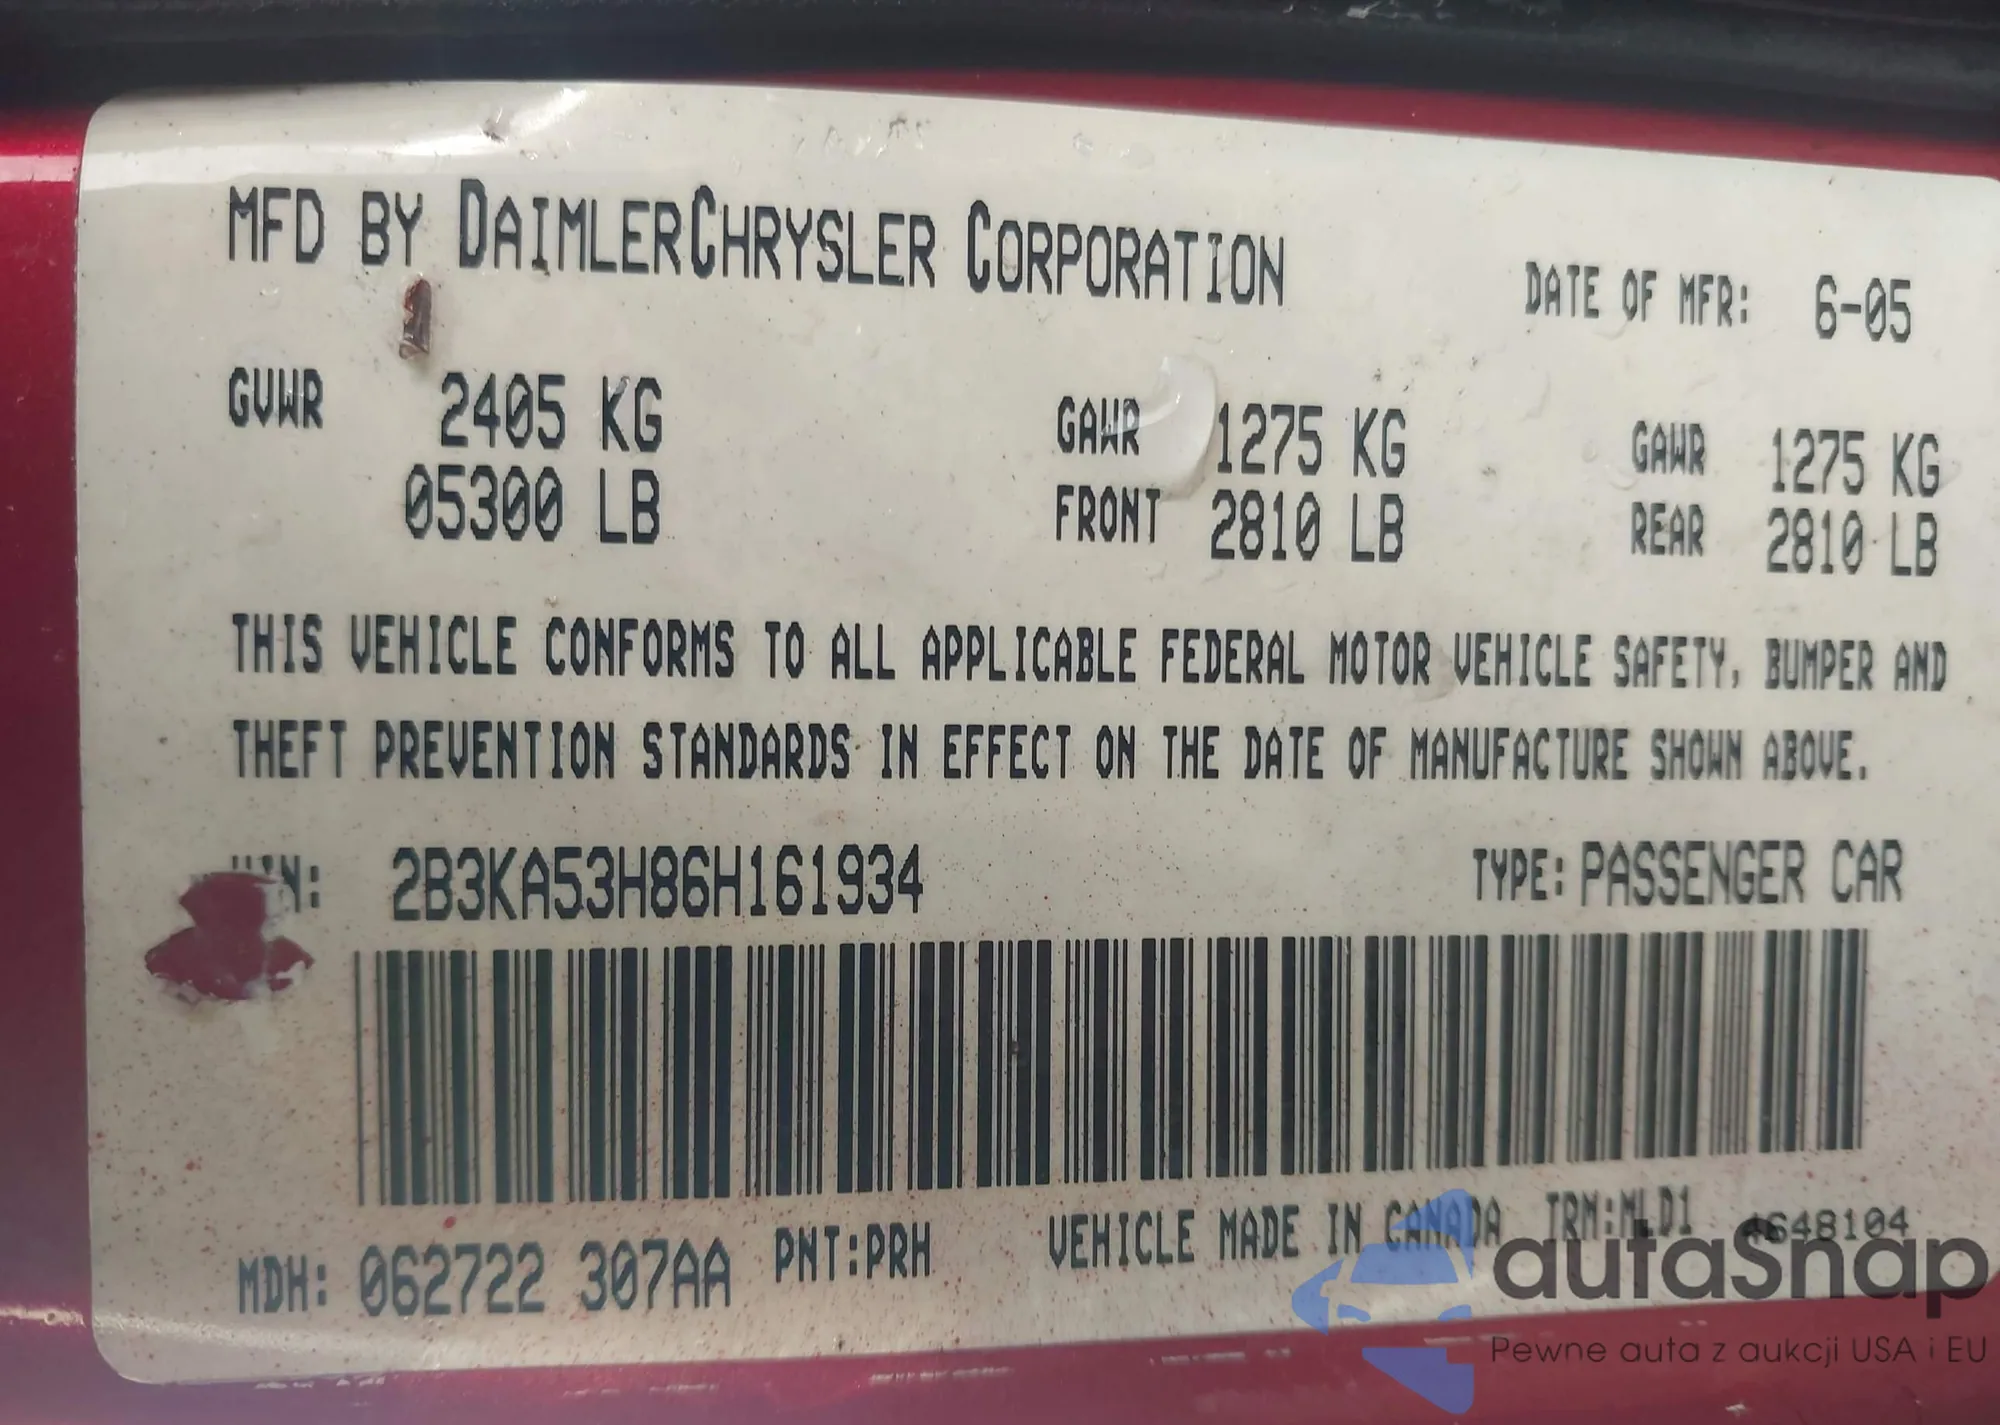 MFD BY DAIMLERCHRYSLER CORPORATION
DATE OF MFR: 6-05
GVWR 2405 KG GAWR 1275 KG GAWR 1275 KG
05300 LB FRONT 2810 LB REAR 2810 LB
THIS VEHICLE CONFORMS TO ALL APPLICABLE FEDERAL MOTOR VEHICLE SAFETY, BUMPER AND
THEFT PREVENTION STANDARDS IN EFFECT ON THE DATE OF MANUFACTURE SHOWN ABOVE.
VIN: 2B3KA53H86H161934 TYPE: PASSENGER CAR
MDH: 062722 307AA PNT:PRH VEHICLE MADE IN CANADA TRM:MLD1 4648104
autaSnap
Pewne auta z aukcji USA i EU